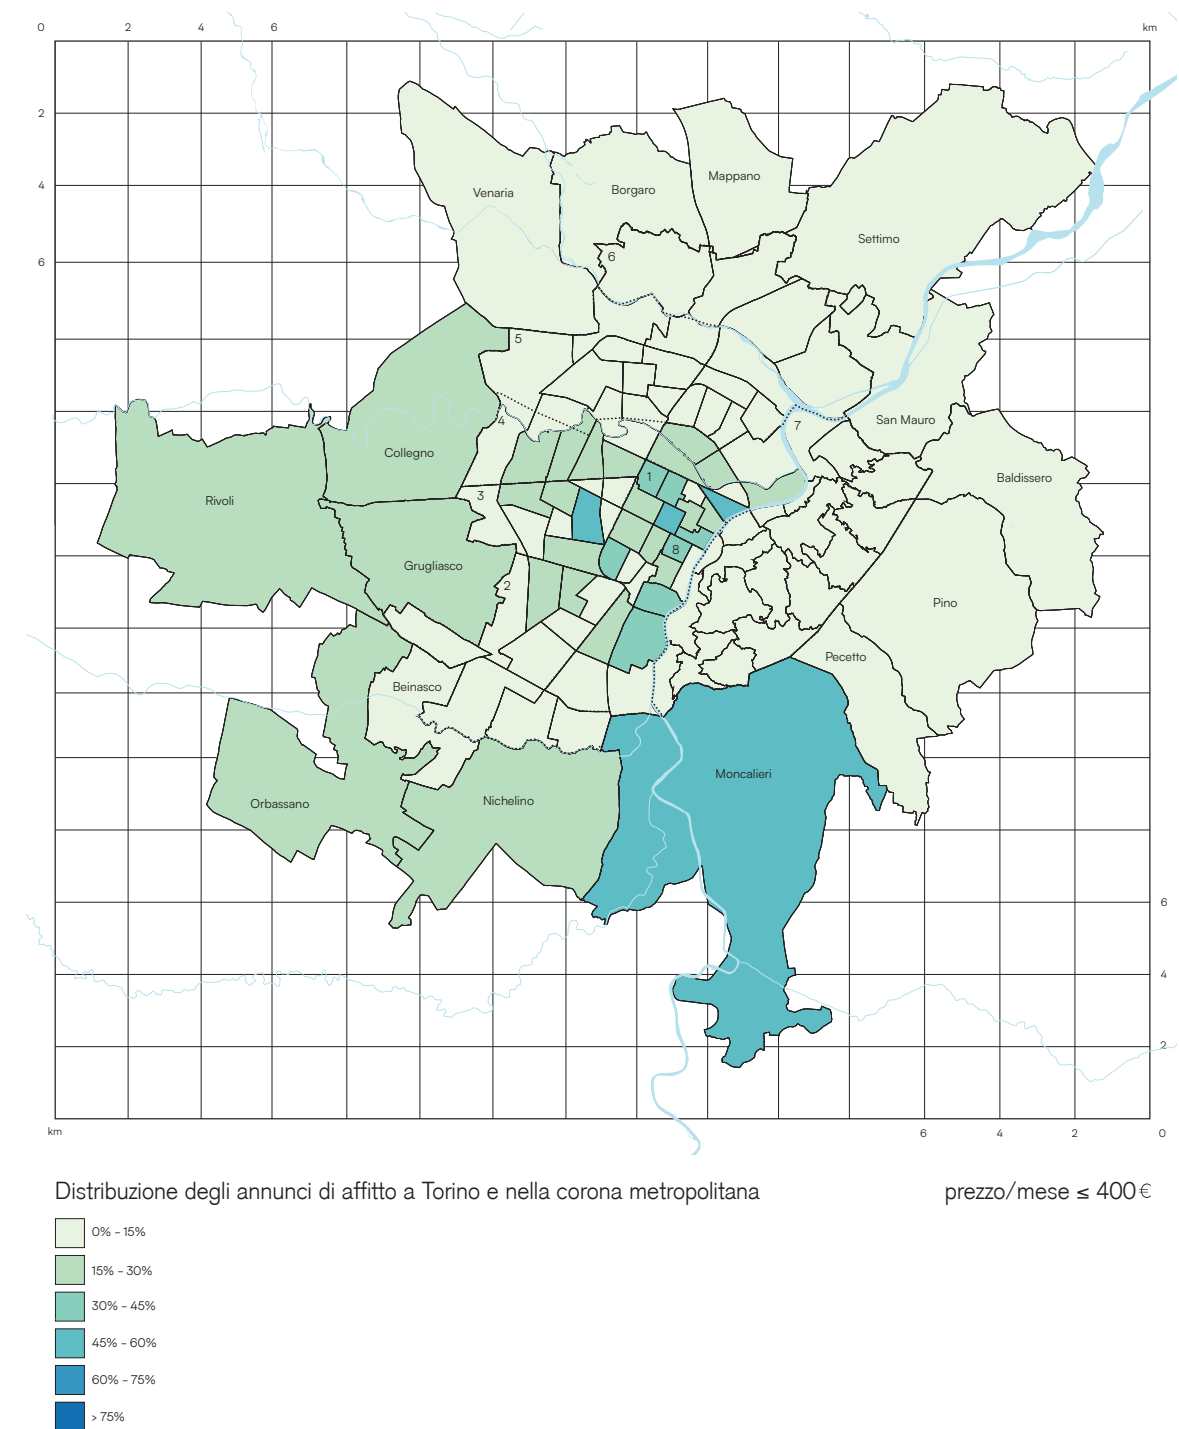 0 2 4 6 km
2
4
6
Venaria
Borgaro
Mappano
Settimo
6
5
4
7
San Mauro
Collegno
Baldissero
1
3
Rivoli
8
Grugliasco
2
Pino
Pecetto
Beinasco
Moncalieri
Nichelino
Orbassano
6
4
2
km 6 4 2 0
Distribuzione degli annunci di affitto a Torino e nella corona metropolitana
prezzo/mese ≤ 400 €
0% - 15%
15% - 30%
30% - 45%
45% - 60%
60% - 75%
> 75%